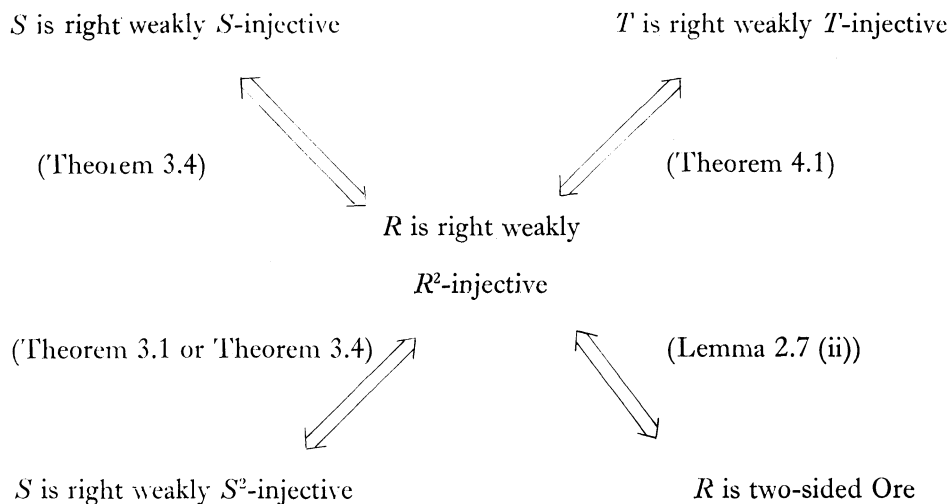 S is right weakly S-injective
T is right weakly T-injective
(Theorem 3.4)
(Theorem 4.1)
R is right weakly
R²-injective
(Theorem 3.1 or Theorem 3.4)
(Lemma 2.7 (ii))
S is right weakly S²-injective
R is two-sided Ore